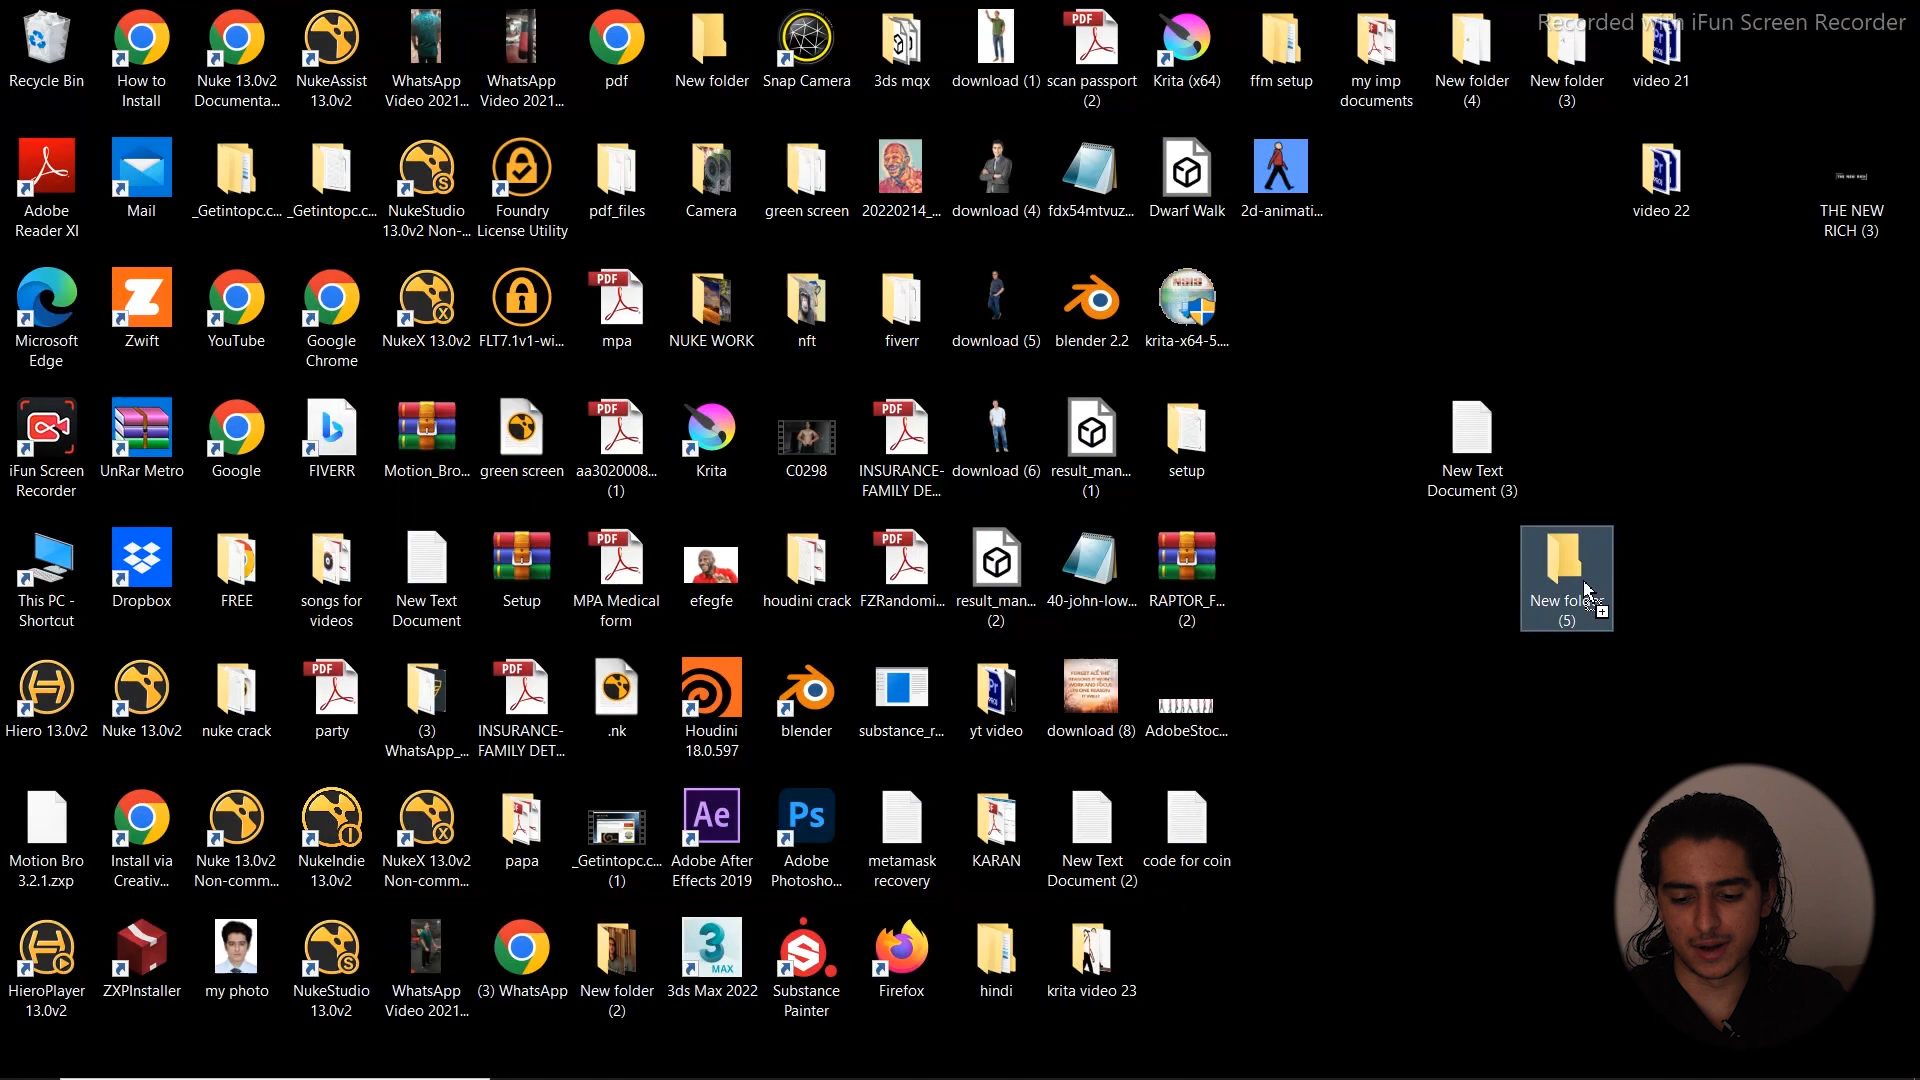 Recorded with iFun Screen Recorder
Recycle Bin
How to
Install
Nuke 13.0v2
Documenta...
NukeAssist
13.0v2
WhatsApp
Video 2021...
WhatsApp
Video 2021...
pdf
New folder
Snap Camera
3ds mqx
download (1)
PDF
scan passport
(2)
Krita (x64)
ffm setup
my imp
documents
New folder
(4)
New folder
(3)
video 21
Adobe
Reader XI
Mail
_Getintopc.c...
_Getintopc.c...
NukeStudio
13.0v2 Non-...
Foundry
License Utility
pdf_files
Camera
green screen
20220214_...
download (4)
fdx54mtvuz...
Dwarf Walk
2d-animati...
video 22
THE NEW
RICH (3)
Microsoft
Edge
Zwift
YouTube
Google
Chrome
NukeX 13.0v2
FLT7.1v1-wi...
PDF
mpa
NUKE WORK
nft
fiverr
download (5)
blender 2.2
krita-x64-5....
iFun Screen
Recorder
UnRar Metro
Google
FIVERR
Motion_Bro...
green screen
PDF
aa3020008...
(1)
Krita
C0298
PDF
INSURANCE-
FAMILY DE...
download (6)
result_man...
(1)
setup
New Text
Document (3)
This PC -
Shortcut
Dropbox
FREE
songs for
videos
New Text
Document
Setup
PDF
MPA Medical
form
efegfe
houdini crack
PDF
FZRandomi...
result_man...
(2)
40-john-low...
RAPTOR_F...
(2)
New
(5)
Hiero 13.0v2
Nuke 13.0v2
nuke crack
PDF
party
(3)
WhatsApp_...
PDF
INSURANCE-
FAMILY DET...
.nk
Houdini
18.0.597
blender
substance_r...
yt video
download (8)
AdobeStoc...
Motion Bro
3.2.1.zxp
Install via
Creativ...
Nuke 13.0v2
Non-comm...
NukeIndie
13.0v2
NukeX 13.0v2
Non-comm...
papa
_Getintopc.c...
(1)
Ae
Adobe After
Effects 2019
Ps
Adobe
Photosho...
metamask
recovery
KARAN
New Text
Document (2)
code for coin
HieroPlayer
13.0v2
ZXPInstaller
my photo
NukeStudio
13.0v2
WhatsApp
Video 2021...
(3) WhatsApp
New folder
(2)
3
MAX
3ds Max 2022
Substance
Painter
Firefox
hindi
krita video 23